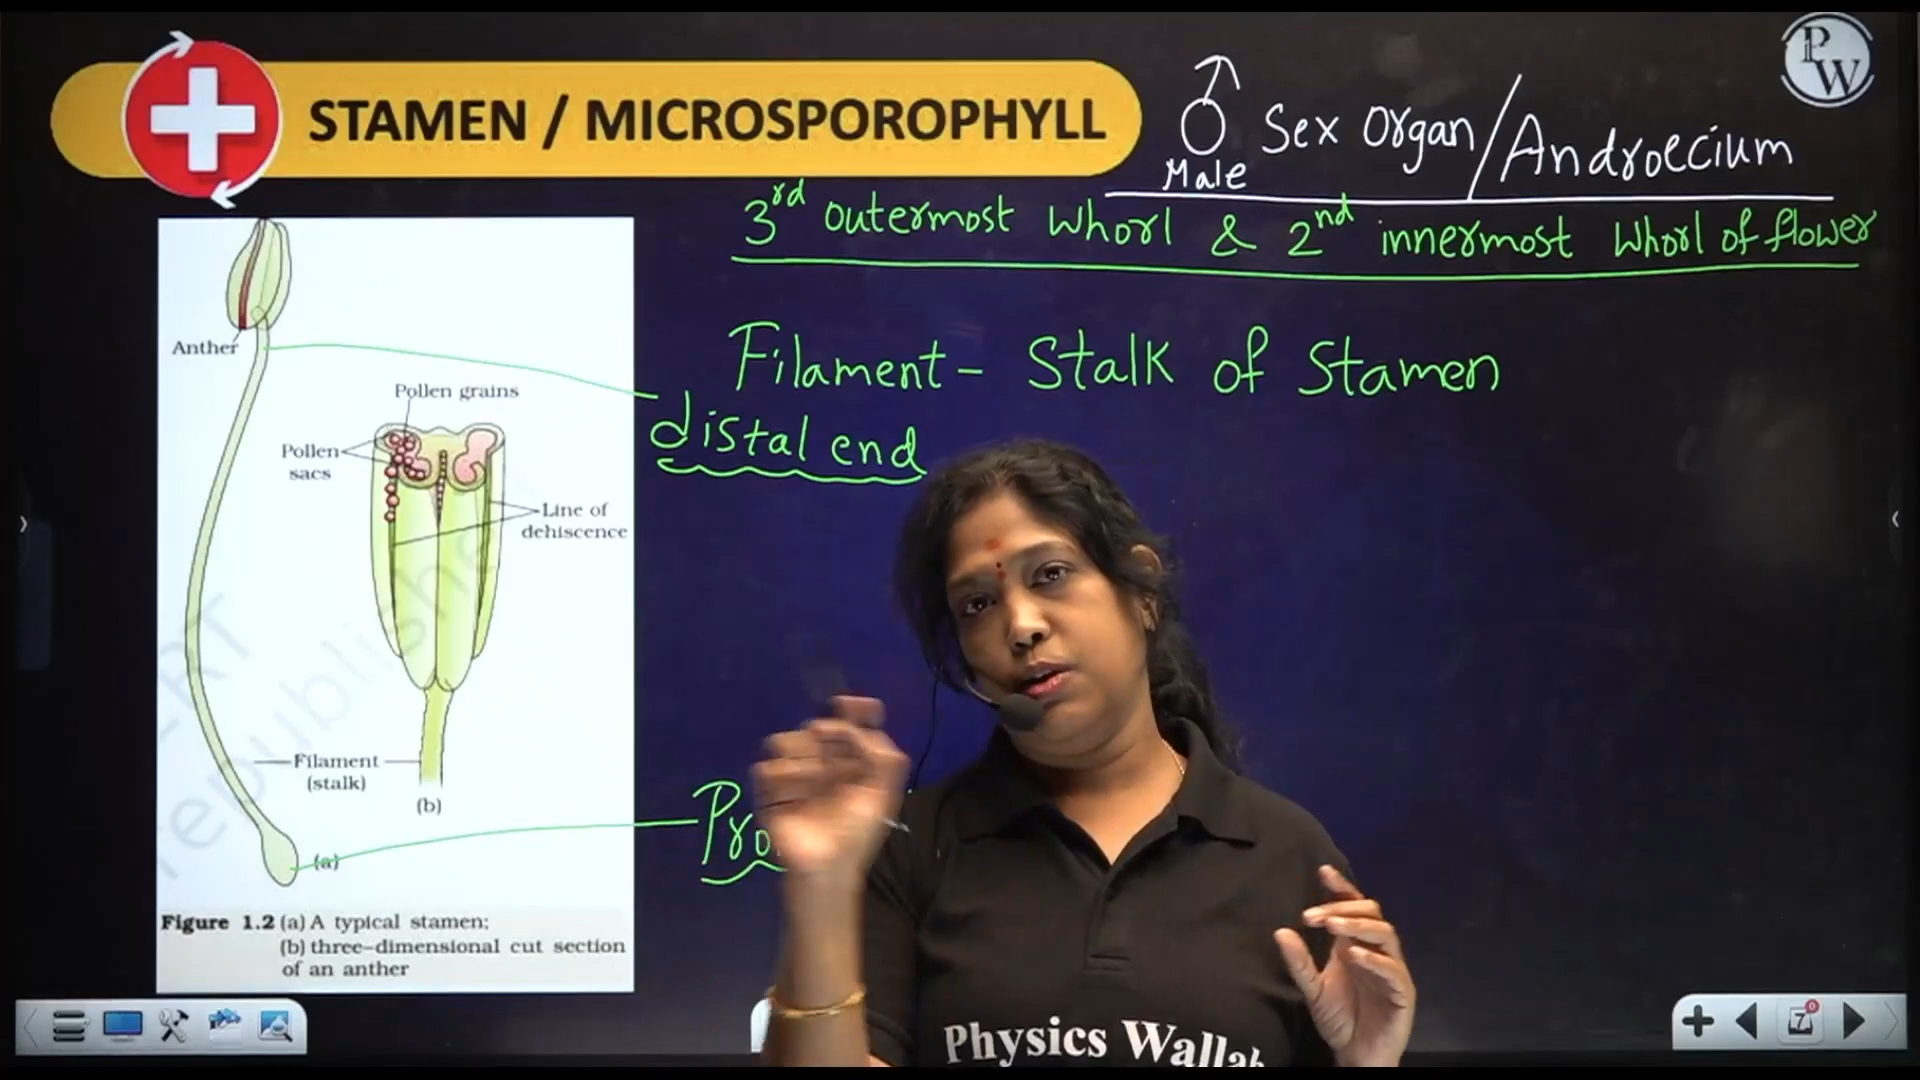 STAMEN / MICROSPOROPHYLL
♂ Sex Organ / Androecium
Male
PW
3rd outermost whorl & 2nd innermost whorl of flower
Filament - Stalk of Stamen
distal end
Anther
Pollen grains
Pollen
sacs
Line of
dehiscence
Filament
(stalk)
(b)
(a)
Figure 1.2 (a) A typical stamen;
(b) three-dimensional cut section
of an anther
Physics
7